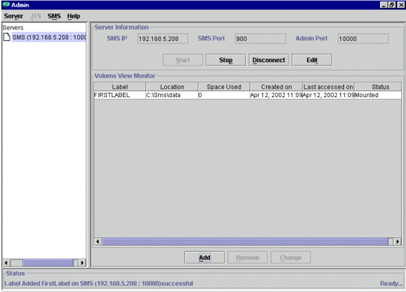 Admin
Server JTS SMS Help
Servers
SMS (192.168.5.208 : 1000
Server Information
SMS IP 192.168.5.208 SMS Port 800 Admin Port 10000
Start Stop Disconnect Edit
Volume View Monitor
Label Location Space Used Created on Last accessed on Status
FIRSTLABEL C:\Sms\data 0 Apr 12, 2002 11:09 Apr 12, 2002 11:09 Mounted
Add Remove Change
Status
Label Added FirstLabel on SMS (192.168.5.208 : 10000)successful Ready...